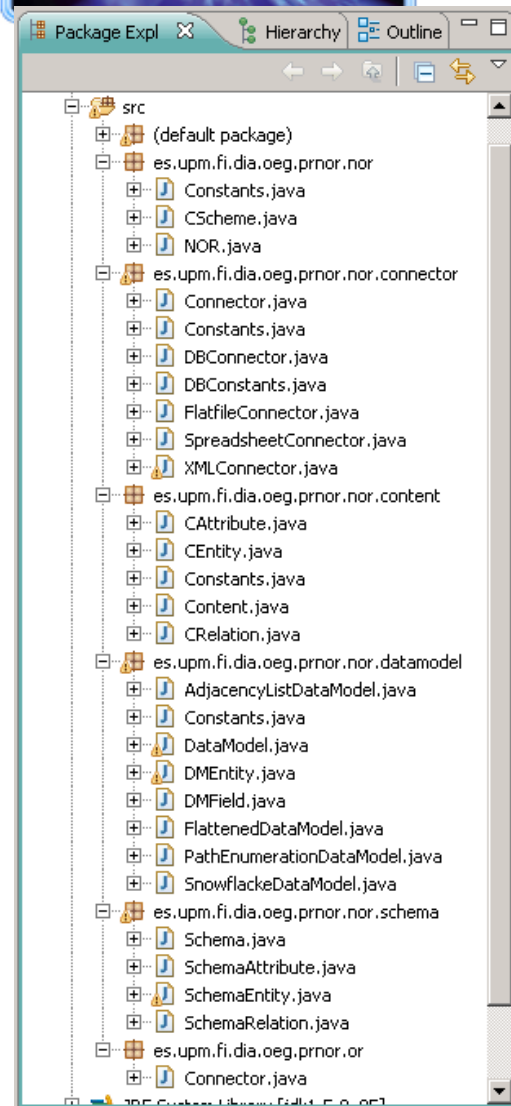 Package Expl Hierarchy Outline
src
(default package)
es.upm.fi.dia.oeg.prnor.nor
Constants.java
CScheme.java
NOR.java
es.upm.fi.dia.oeg.prnor.nor.connector
Connector.java
Constants.java
DBConnector.java
DBConstants.java
FlatfileConnector.java
SpreadsheetConnector.java
XMLConnector.java
es.upm.fi.dia.oeg.prnor.nor.content
CAttribute.java
CEntity.java
Constants.java
Content.java
CRelation.java
es.upm.fi.dia.oeg.prnor.nor.datamodel
AdjacencyListDataModel.java
Constants.java
DataModel.java
DMEntity.java
DMField.java
FlattenedDataModel.java
PathEnumerationDataModel.java
SnowflackeDataModel.java
es.upm.fi.dia.oeg.prnor.nor.schema
Schema.java
SchemaAttribute.java
SchemaEntity.java
SchemaRelation.java
es.upm.fi.dia.oeg.prnor.or
Connector.java
JRE System Library